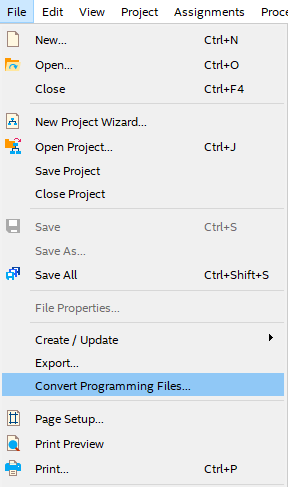 File Edit View Project Assignments
New... Ctrl+N
Open... Ctrl+O
Close Ctrl+F4
New Project Wizard...
Open Project... Ctrl+J
Save Project
Close Project
Save Ctrl+S
Save As...
Save All Ctrl+Shift+S
File Properties...
Create / Update
Export...
Convert Programming Files...
Page Setup...
Print Preview
Print... Ctrl+P